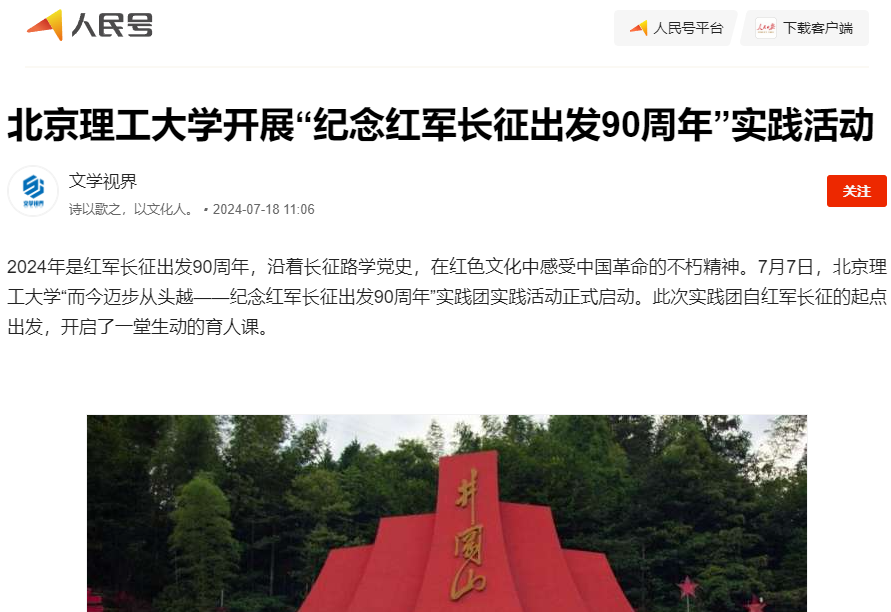 人民号
人民号平台
下载客户端
北京理工大学开展“纪念红军长征出发90周年”实践活动
文学视界
诗以歌之，以文化人。 • 2024-07-18 11:06
关注
2024年是红军长征出发90周年，沿着长征路学党史，在红色文化中感受中国革命的不朽精神。7月7日，北京理
工大学“而今迈步从头越——纪念红军长征出发90周年”实践团实践活动正式启动。此次实践团自红军长征的起点
出发，开启了一堂生动的育人课。
井
冈
山